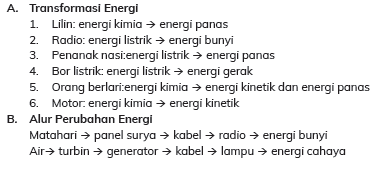 A. Transformasi Energi
1. Lilin: energi kimia → energi panas
2. Radio: energi listrik → energi bunyi
3. Penanak nasi:energi listrik → energi panas
4. Bor listrik: energi listrik → energi gerak
5. Orang berlari:energi kimia → energi kinetik dan energi panas
6. Motor: energi kimia → energi kinetik
B. Alur Perubahan Energi
Matahari → panel surya → kabel → radio → energi bunyi
Air→ turbin → generator → kabel → lampu → energi cahaya